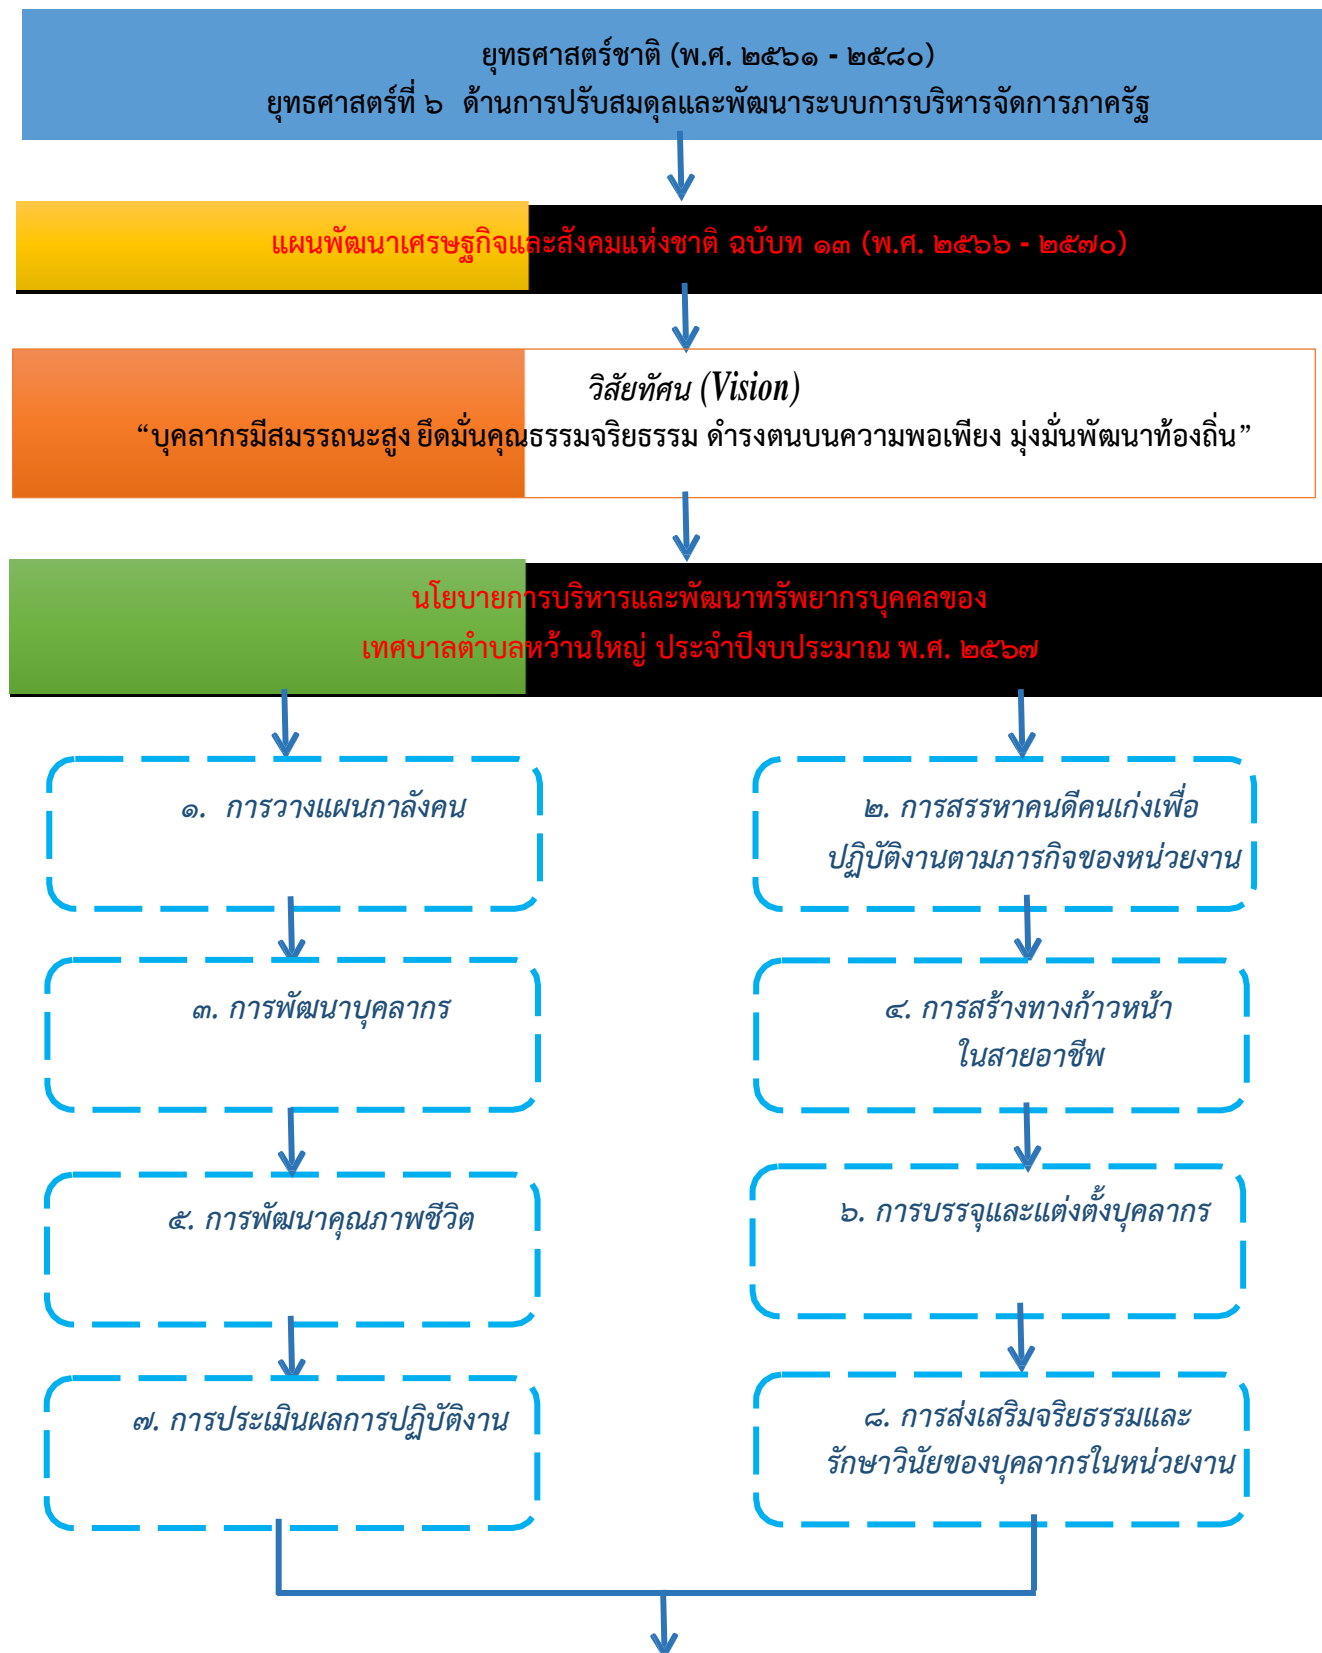 ยุทธศาสตร์ชาติ (พ.ศ. ๒๕๖๑ - ๒๕๘๐)
ยุทธศาสตร์ที่ ๖ ด้านการปรับสมดุลและพัฒนาระบบการบริหารจัดการภาครัฐ
แผนพัฒนาเศรษฐกิจและสังคมแห่งชาติ ฉบับท ๑๓ (พ.ศ. ๒๕๖๖ - ๒๕๗๐)
วิสัยทัศน (Vision)
“บุคลากรมีสมรรถนะสูง ยึดมั่นคุณธรรมจริยธรรม ดำรงตนบนความพอเพียง มุ่งมั่นพัฒนาท้องถิ่น”
นโยบายการบริหารและพัฒนาทรัพยากรบุคคลของ
เทศบาลตำบลหว้านใหญ่ ประจำปีงบประมาณ พ.ศ. ๒๕๖๗
๑. การวางแผนกาลังคน
๒. การสรรหาคนดีคนเก่งเพื่อ
ปฏิบัติงานตามภารกิจของหน่วยงาน
๓. การพัฒนาบุคลากร
๔. การสร้างทางก้าวหน้า
ในสายอาชีพ
๕. การพัฒนาคุณภาพชีวิต
๖. การบรรจุและแต่งตั้งบุคลากร
๗. การประเมินผลการปฏิบัติงาน
๘. การส่งเสริมจริยธรรมและ
รักษาวินัยของบุคลากรในหน่วยงาน